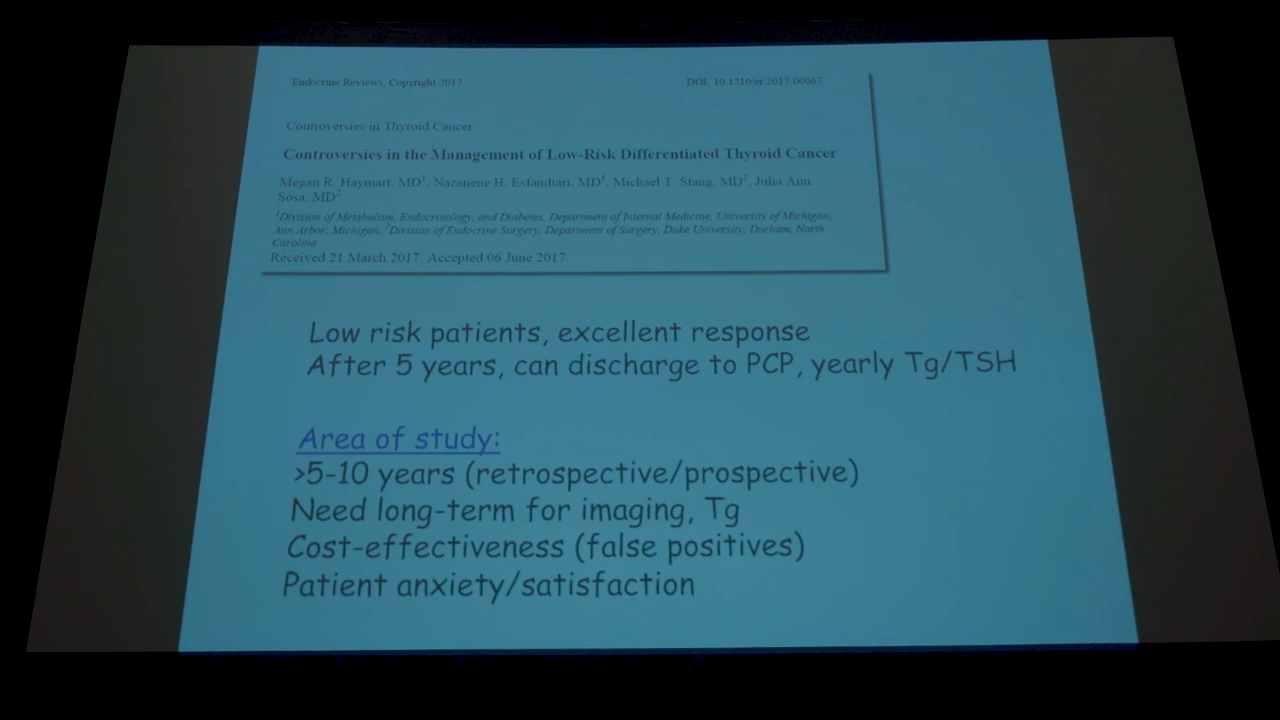 Endocrine Reviews; Copyright 2017 DOI: 10.1210/er.2017-00067
Controversies in Thyroid Cancer
Controversies in the Management of Low-Risk Differentiated Thyroid Cancer
Megan R. Haymart, MD¹, Nazanene H. Esfandiari, MD¹, Michael T. Stang, MD², Julia Ann
Sosa, MD²
¹Division of Metabolism, Endocrinology, and Diabetes, Department of Internal Medicine, University of Michigan,
Ann Arbor, Michigan, ²Division of Endocrine Surgery, Department of Surgery, Duke University, Durham, North
Carolina
Received 21 March 2017. Accepted 06 June 2017.
Low risk patients, excellent response
After 5 years, can discharge to PCP, yearly Tg/TSH
Area of study:
>5-10 years (retrospective/prospective)
Need long-term for imaging, Tg
Cost-effectiveness (false positives)
Patient anxiety/satisfaction